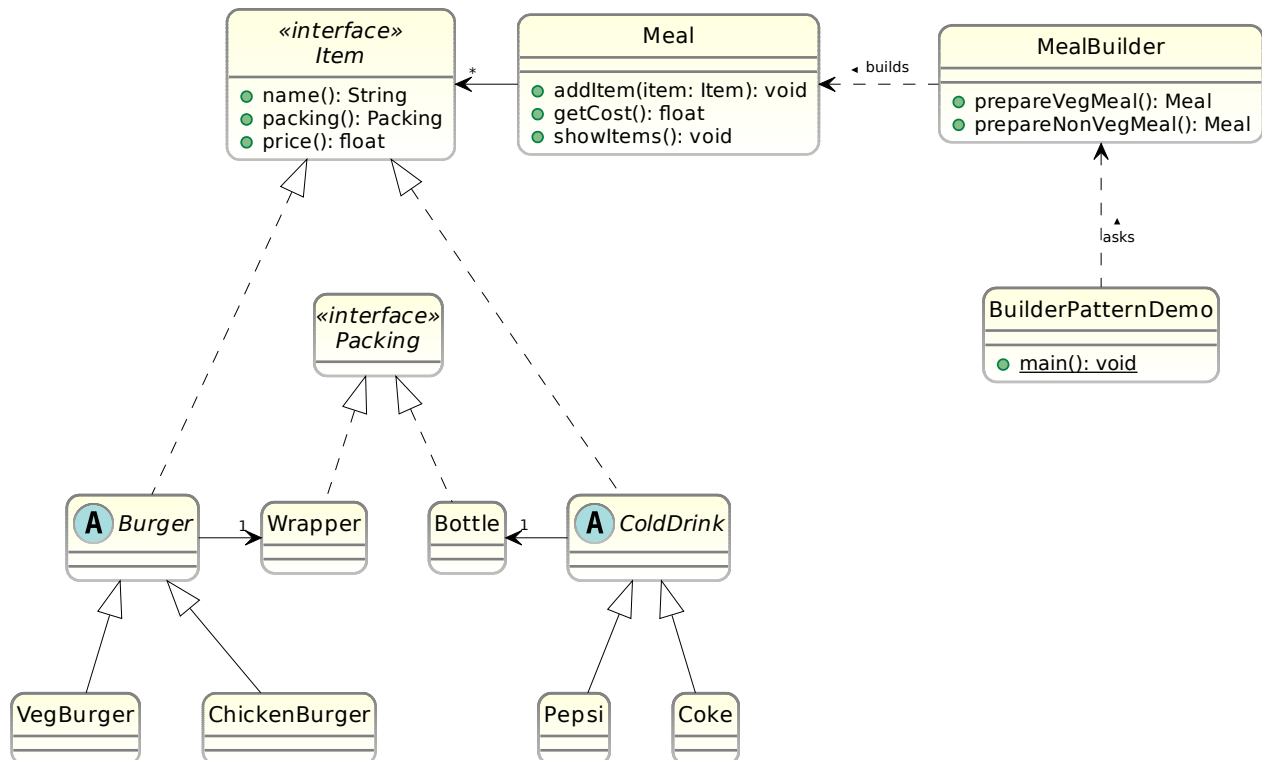 «interface»
Item
name(): String
packing(): Packing
price(): float
*
Meal
addItem(item: Item): void
getCost(): float
showItems(): void
builds
MealBuilder
prepareVegMeal(): Meal
prepareNonVegMeal(): Meal
asks
BuilderPatternDemo
main(): void
«interface»
Packing
A Burger
1
Wrapper
Bottle
1
A ColdDrink
VegBurger
ChickenBurger
Pepsi
Coke